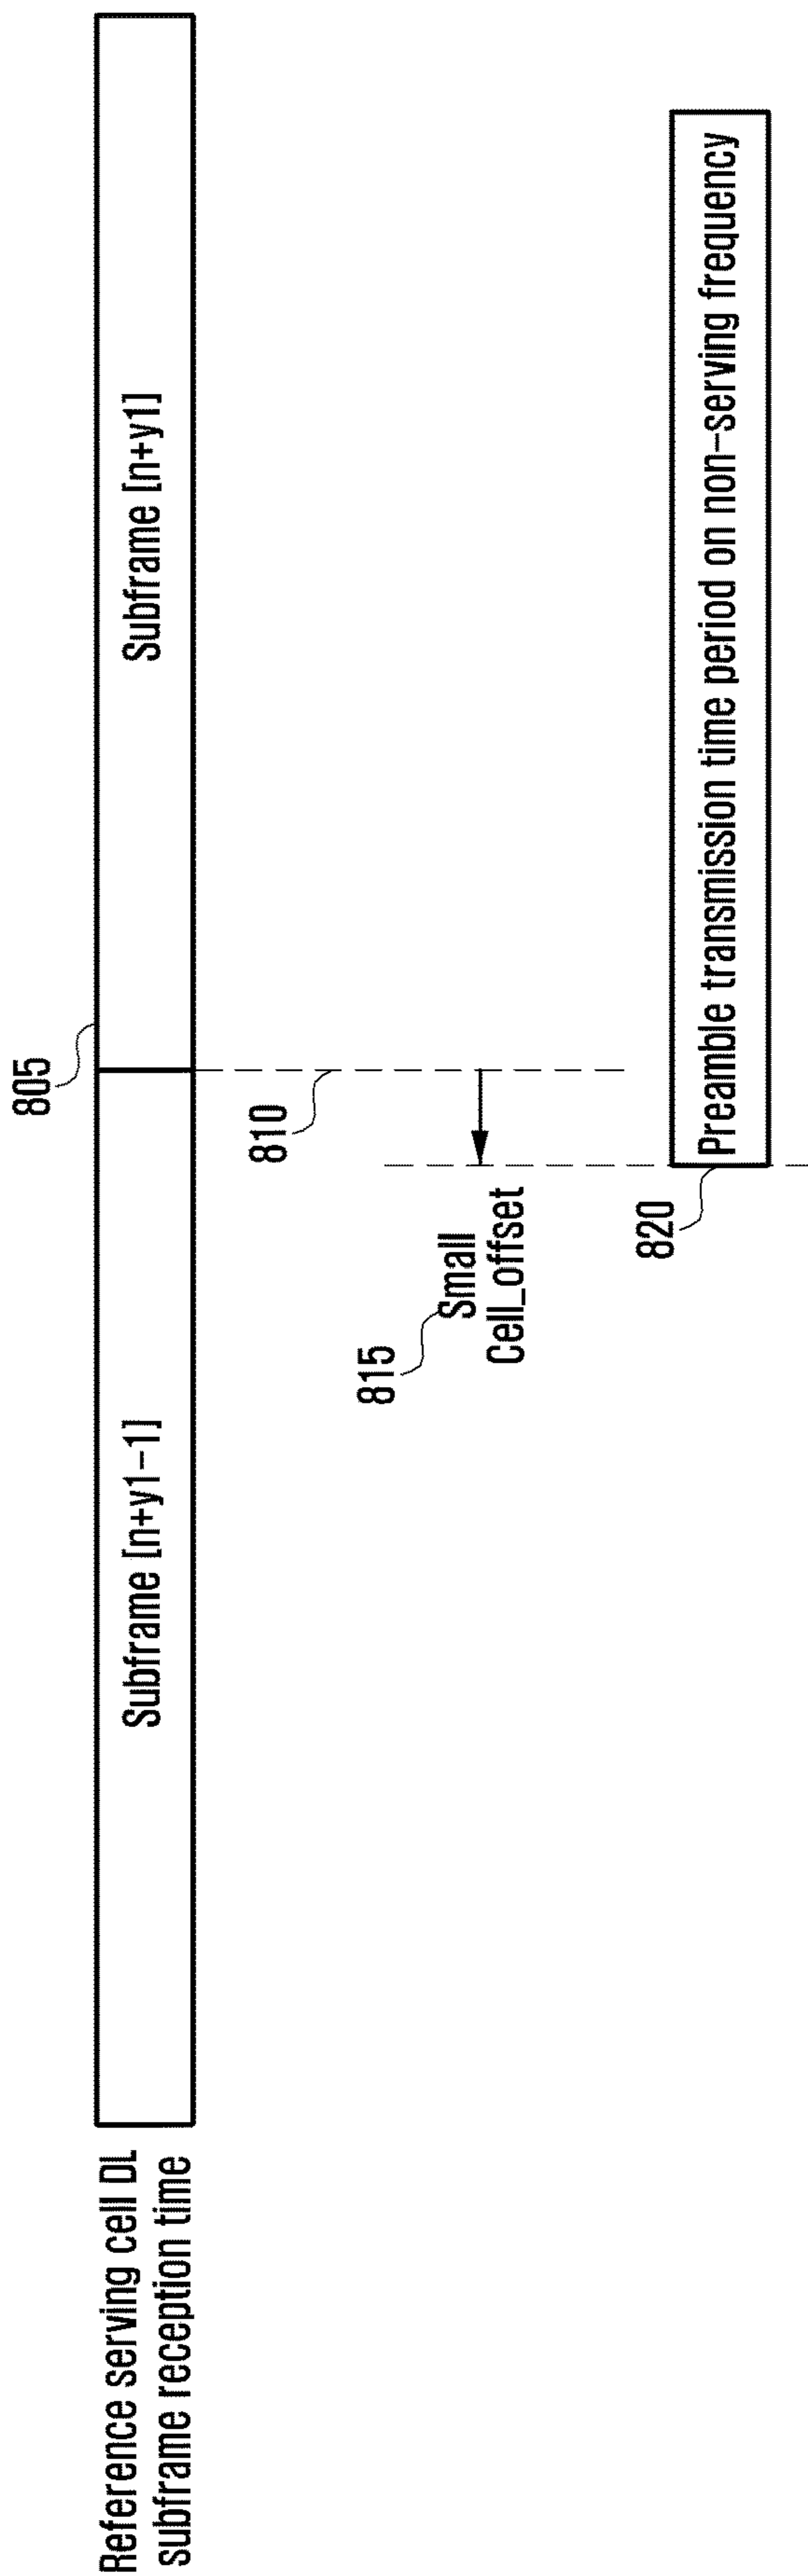 Reference serving cell DL
subframe reception time
Subframe [n+y1-1]
Subframe [n+y1]
805
810
815
Small
Cell_offset
820
Preamble transmission time period on non-serving frequency